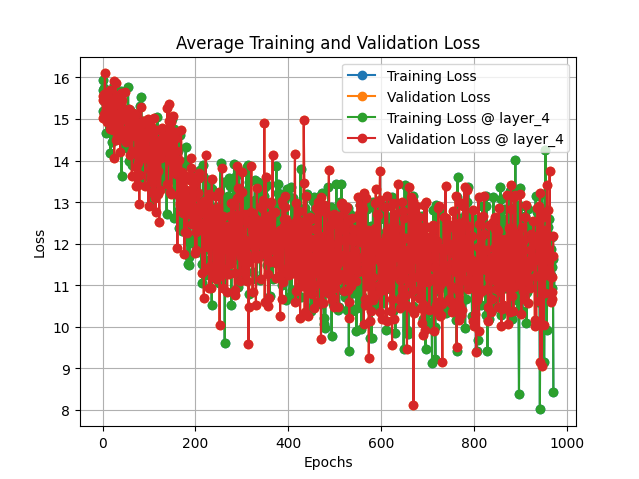 Average Training and Validation Loss
Training Loss
Validation Loss
Training Loss @ layer_4
Validation Loss @ layer_4
Loss
16
15
14
13
12
11
10
9
8
0
200
400
600
800
1000
Epochs